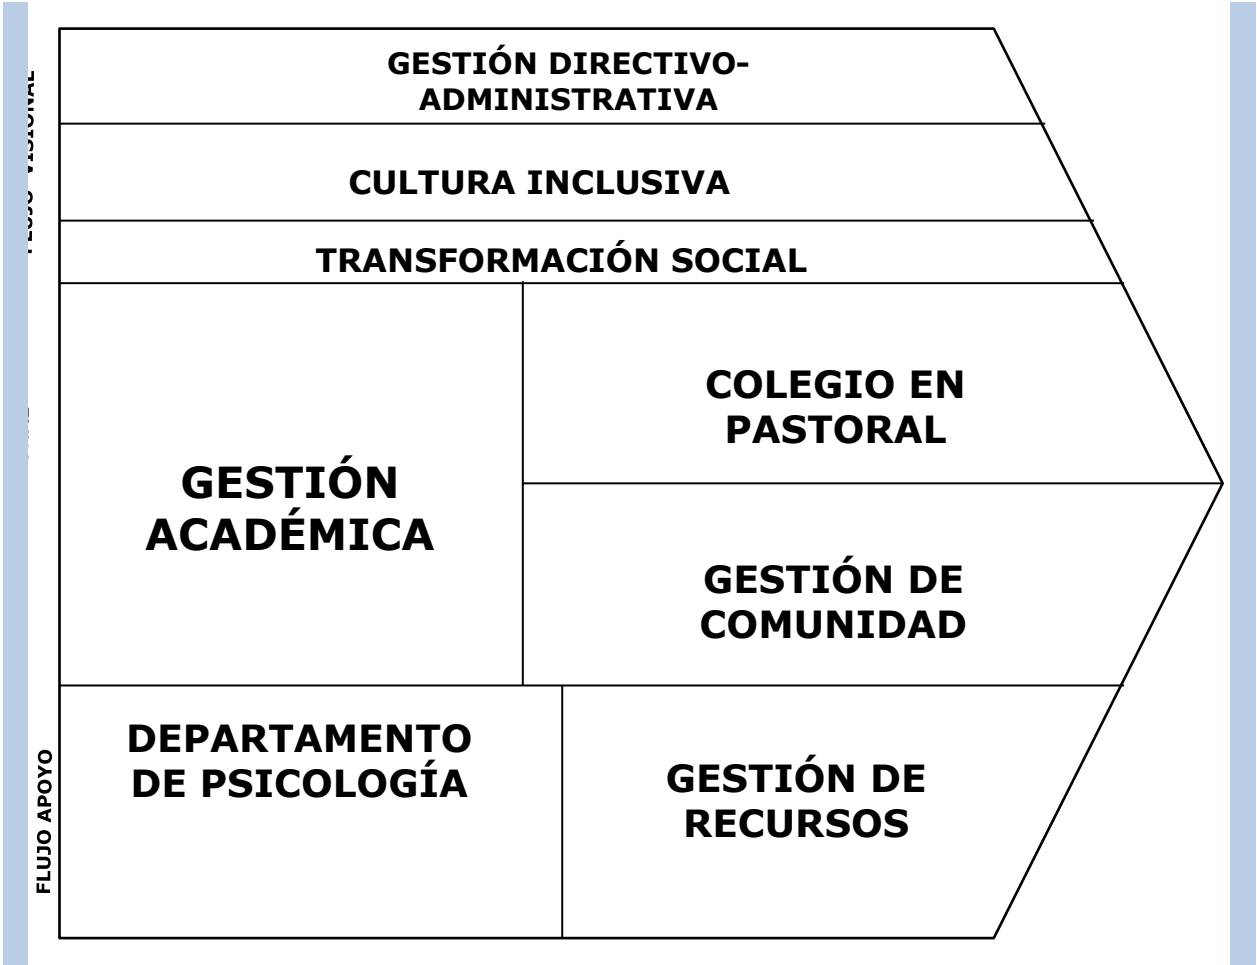 GESTIÓN DIRECTIVO-
ADMINISTRATIVA
CULTURA INCLUSIVA
TRANSFORMACIÓN SOCIAL
COLEGIO EN
PASTORAL
GESTIÓN
ACADÉMICA
GESTIÓN DE
COMUNIDAD
DEPARTAMENTO
DE PSICOLOGÍA
GESTIÓN DE
RECURSOS
FLUJO VISIONAL
FLUJO APOYO